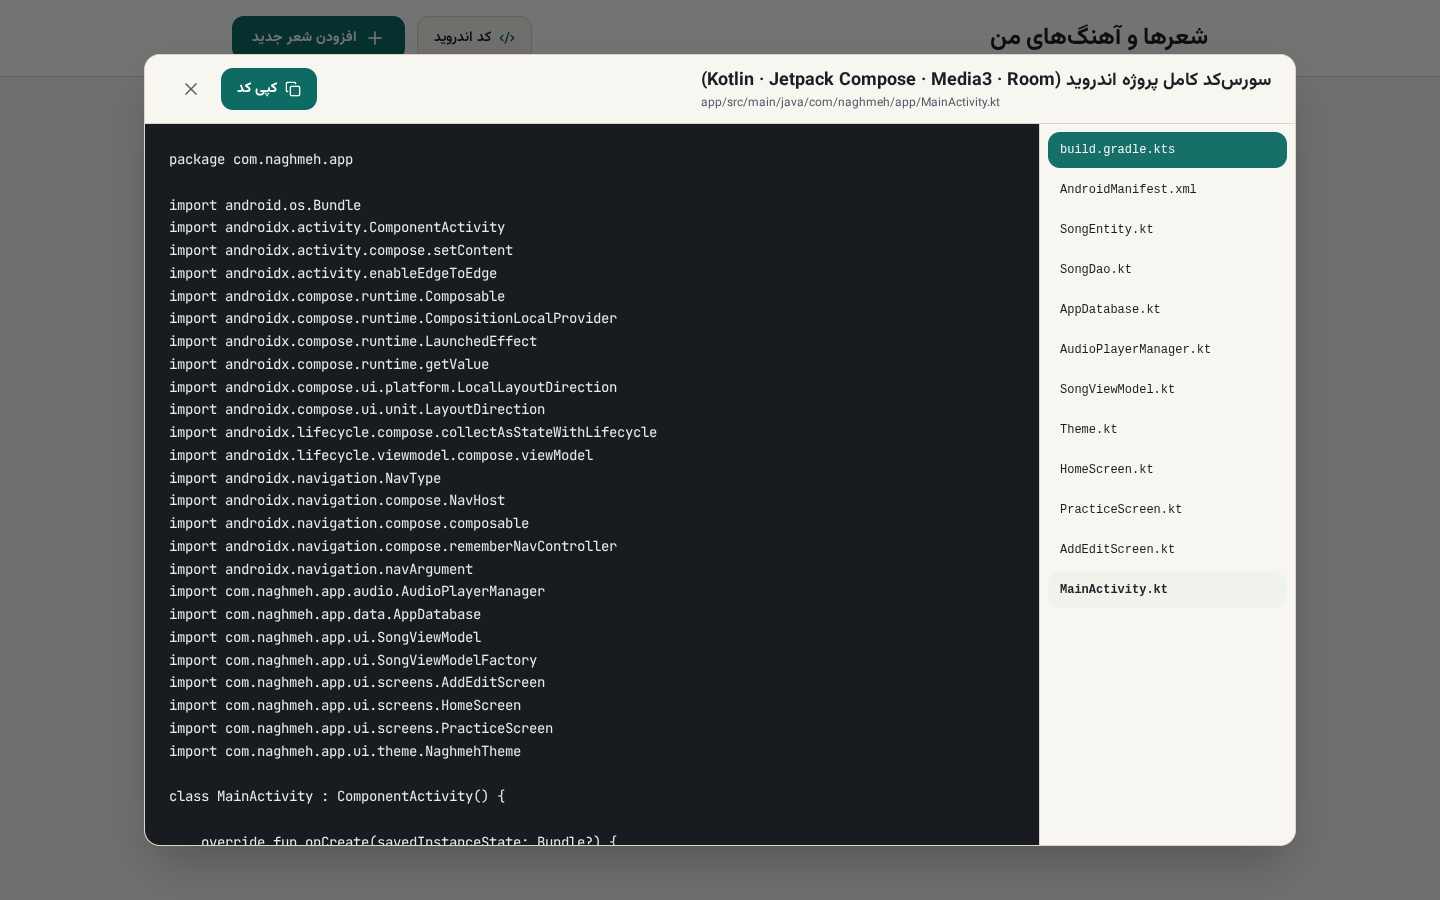 شعرها و آهنگ‌های من
کد اندروید
افزودن شعر جدید
سورس‌کد کامل پروژه اندروید (Kotlin · Jetpack Compose · Media3 · Room)
app/src/main/java/com/naghmeh/app/MainActivity.kt
کپی کد
build.gradle.kts
AndroidManifest.xml
SongEntity.kt
SongDao.kt
AppDatabase.kt
AudioPlayerManager.kt
SongViewModel.kt
Theme.kt
HomeScreen.kt
PracticeScreen.kt
AddEditScreen.kt
MainActivity.kt
package com.naghmeh.app
import android.os.Bundle
import androidx.activity.ComponentActivity
import androidx.activity.compose.setContent
import androidx.activity.enableEdgeToEdge
import androidx.compose.runtime.Composable
import androidx.compose.runtime.CompositionLocalProvider
import androidx.compose.runtime.LaunchedEffect
import androidx.compose.runtime.getValue
import androidx.compose.ui.platform.LocalLayoutDirection
import androidx.compose.ui.unit.LayoutDirection
import androidx.lifecycle.compose.collectAsStateWithLifecycle
import androidx.lifecycle.viewmodel.compose.viewModel
import androidx.navigation.NavType
import androidx.navigation.compose.NavHost
import androidx.navigation.compose.composable
import androidx.navigation.compose.rememberNavController
import androidx.navigation.navArgument
import com.naghmeh.app.audio.AudioPlayerManager
import com.naghmeh.app.data.AppDatabase
import com.naghmeh.app.ui.SongViewModel
import com.naghmeh.app.ui.SongViewModelFactory
import com.naghmeh.app.ui.screens.AddEditScreen
import com.naghmeh.app.ui.screens.HomeScreen
import com.naghmeh.app.ui.screens.PracticeScreen
import com.naghmeh.app.ui.theme.NaghmehTheme
class MainActivity : ComponentActivity() {
override fun onCreate(savedInstanceState: Bundle?) {